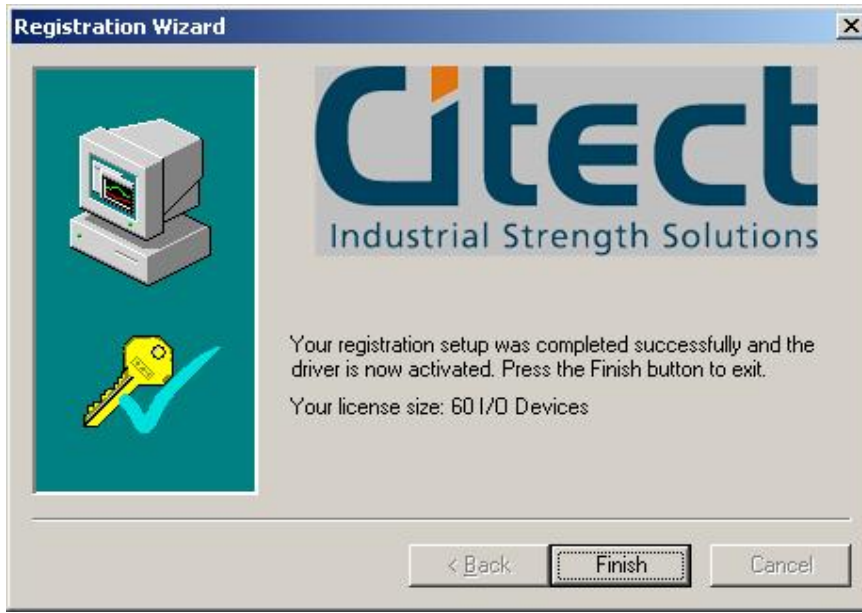 Registration Wizard
Citect
Industrial Strength Solutions
Your registration setup was completed successfully and the
driver is now activated. Press the Finish button to exit.
Your license size: 60 I/O Devices
< Back
Finish
Cancel